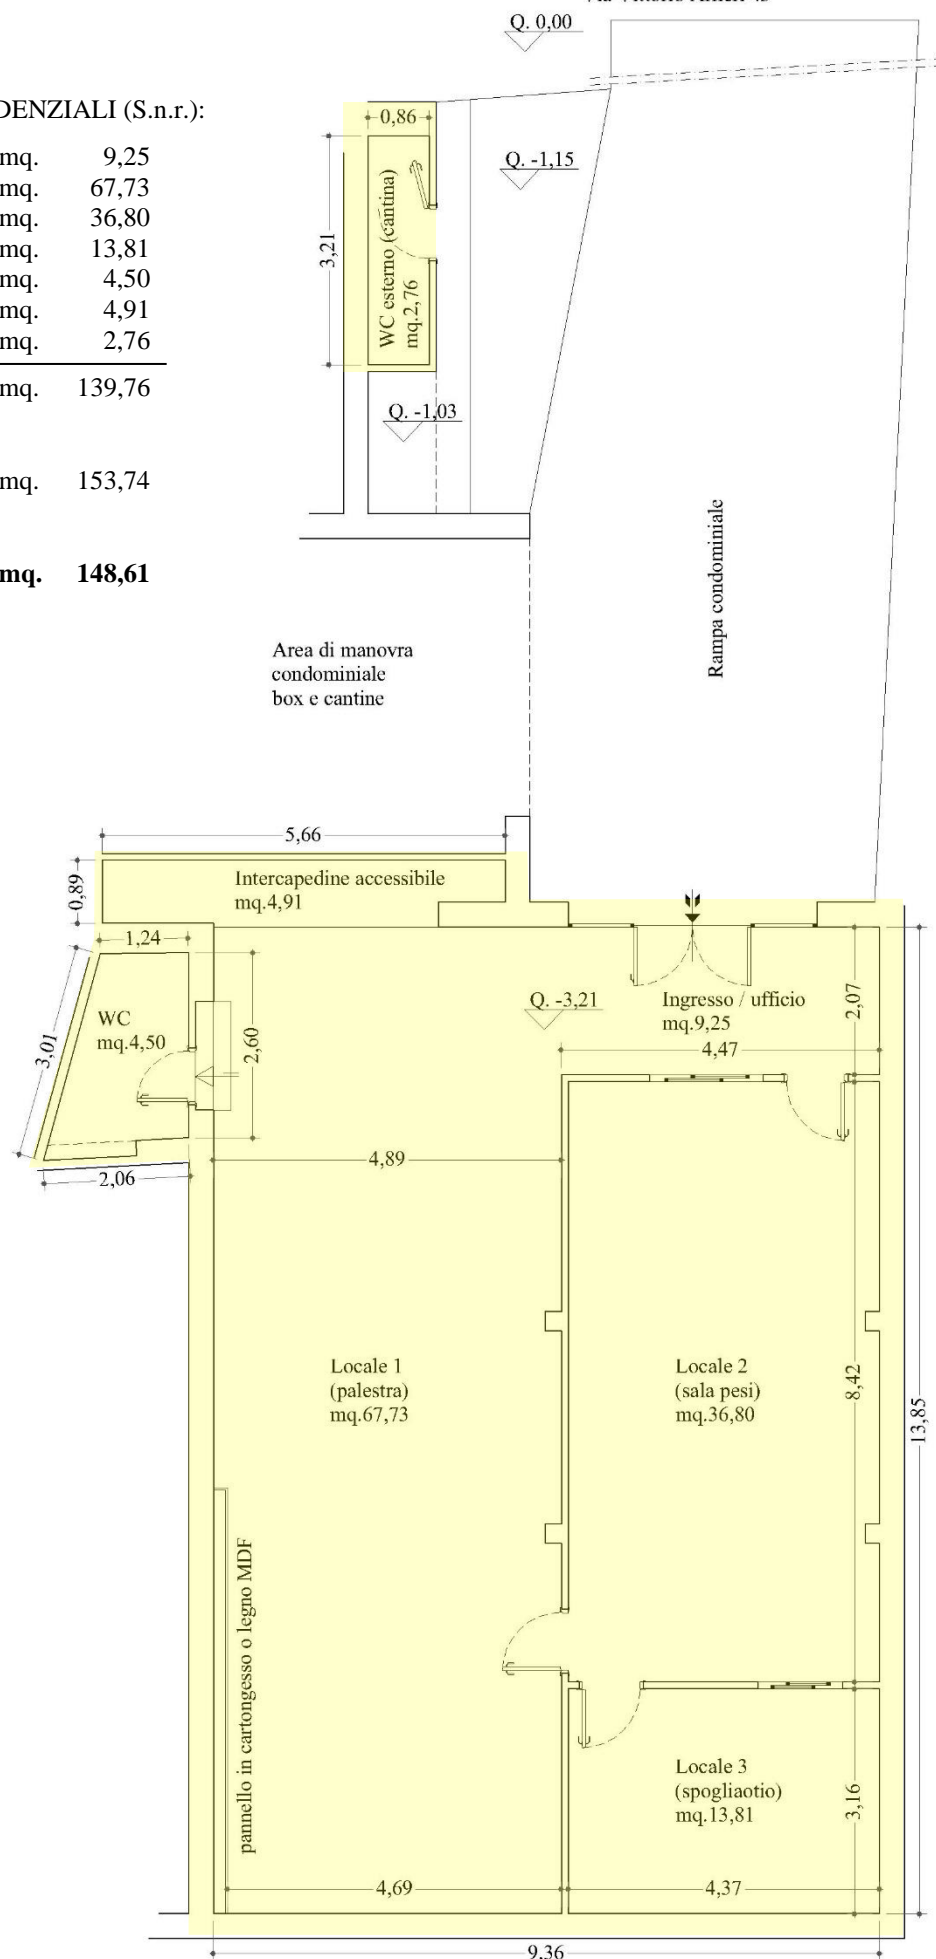 Q. 0,00
DENZIALI (S.n.r.):
mq. 9,25
mq. 67,73
mq. 36,80
mq. 13,81
mq. 4,50
mq. 4,91
mq. 2,76
mq. 139,76
mq. 153,74
mq. 148,61
0,86
3,21
WC esterno (cantina)
mq.2,76
Q. -1,15
Q. -1,03
Rampa condominiale
Area di manovra
condominiale
box e cantine
5,66
0,89
Intercapedine accessibile
mq.4,91
1,24
3,01
WC
mq.4,50
2,60
2,06
Q. -3,21
Ingresso / ufficio
mq.9,25
2,07
4,47
4,89
Locale 1
(palestra)
mq.67,73
Locale 2
(sala pesi)
mq.36,80
8,42
13,85
pannello in cartongesso o legno MDF
Locale 3
(spogliaotio)
mq.13,81
3,16
4,69
4,37
9,36